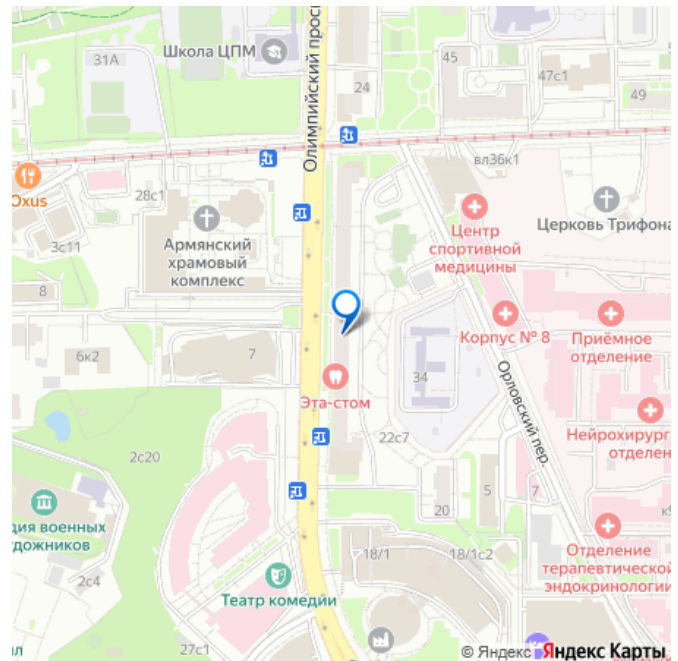 Школа ЦПМ
31А
Олимпийский просп
24
45
47с1
49
вл36к1
Oxus
28с1
3с11
Армянский
храмовый
комплекс
Центр
спортивной
медицины
Церковь Трифона
8
6к2
7
Корпус № 8
Приёмное
отделение
34
Эта-стом
Орловский пер.
22с7
Нейрохирург
отделен
2с20
5
7
к9
20
дия военных
удожников
2с4
18/1
18/1с2
Отделение
терапевтической
эндокринологии
Театр комедии
27с1
ал
© Яндекс Яндекс Карты